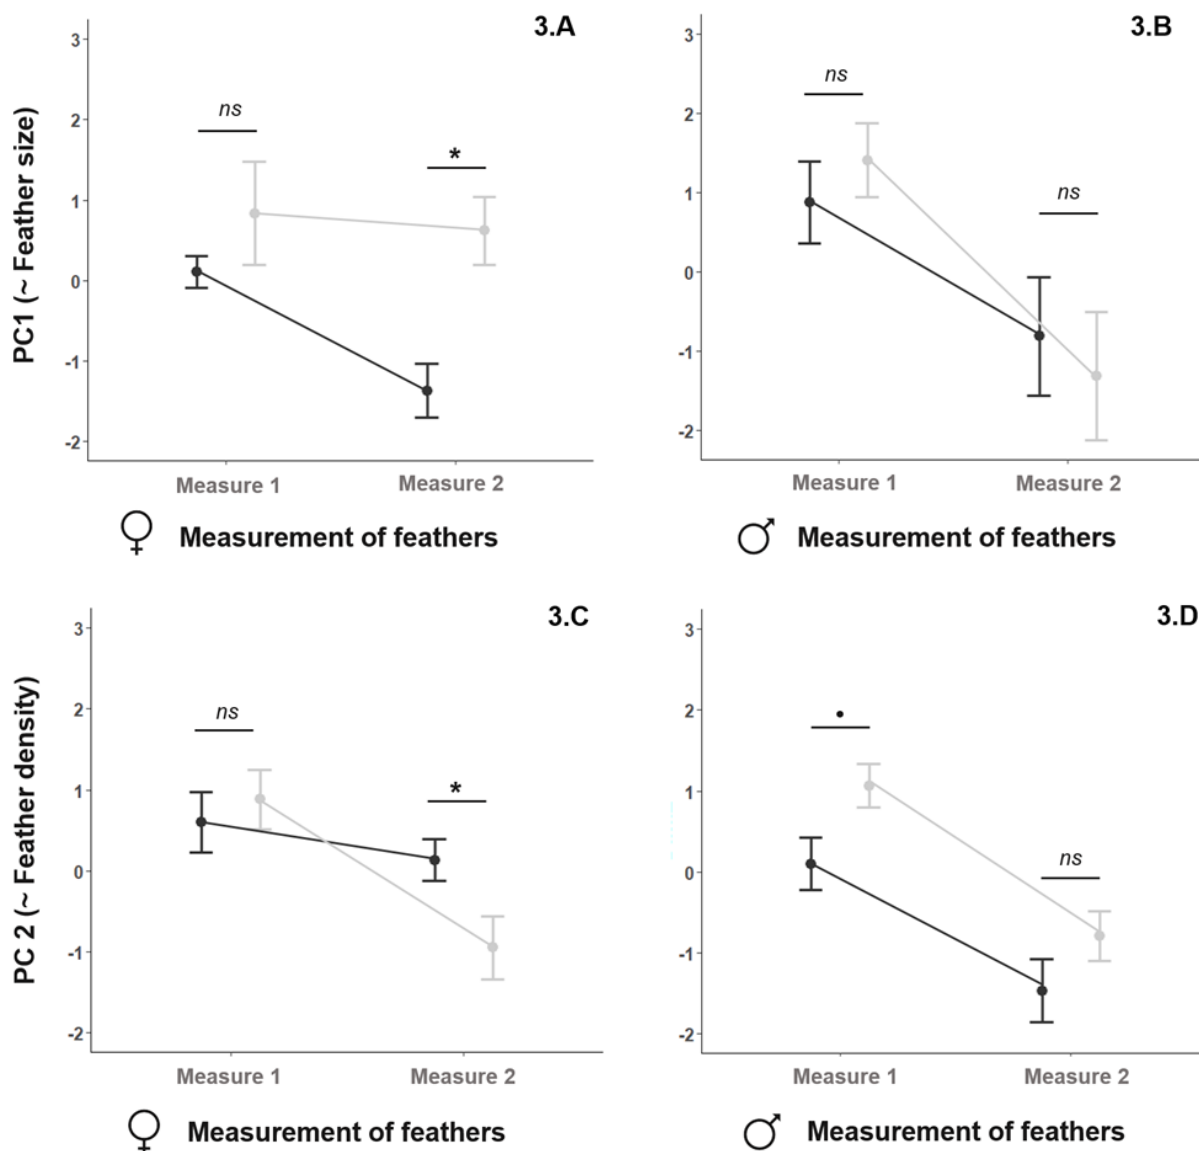 3.A
3
ns
2
*
1
0
-1
-2
PC1 (~ Feather size)
Measure 1
Measure 2
♀ Measurement of feathers
3.B
3
ns
2
1
ns
0
-1
-2
Measure 1
Measure 2
♂ Measurement of feathers
3.C
3
ns
2
*
1
0
-1
-2
PC 2 (~ Feather density)
Measure 1
Measure 2
♀ Measurement of feathers
3.D
3
•
2
1
ns
0
-1
-2
Measure 1
Measure 2
♂ Measurement of feathers